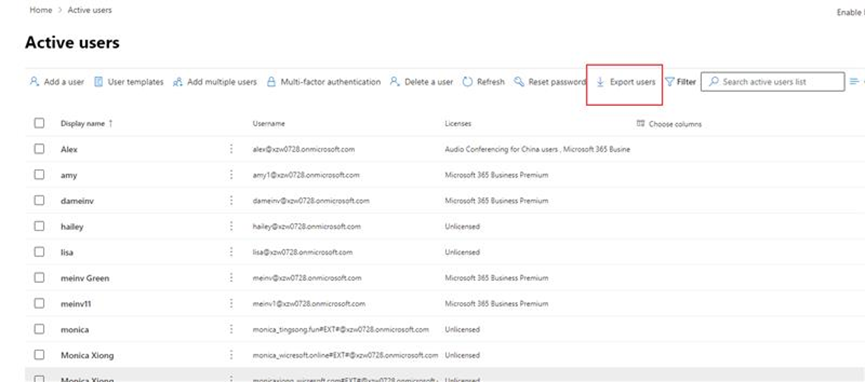 Home > Active users
Enable
Active users
Add a user User templates Add multiple users Multi-factor authentication Delete a user Refresh Reset password Export users Filter Search active users list
Display name ↑ Username Licenses Choose columns
Alex alex@xzw0728.onmicrosoft.com Audio Conferencing for China users , Microsoft 365 Busine
amy amy1@xzw0728.onmicrosoft.com Microsoft 365 Business Premium
dameinv dameinv@xzw0728.onmicrosoft.com Microsoft 365 Business Premium
hailey hailey@xzw0728.onmicrosoft.com Unlicensed
lisa lisa@xzw0728.onmicrosoft.com Unlicensed
meinv Green meinv@xzw0728.onmicrosoft.com Microsoft 365 Business Premium
meinv11 meinv1@xzw0728.onmicrosoft.com Microsoft 365 Business Premium
monica monica_tingsong.fun#EXT#@xzw0728.onmicrosoft.com Unlicensed
Monica Xiong monica_wicresoft.online#EXT#@xzw0728.onmicrosoft.com Unlicensed
Monica Xiong monicaxiong_wicresoft.com#EXT#@xzw0728.onmicrosoft. Unlicensed